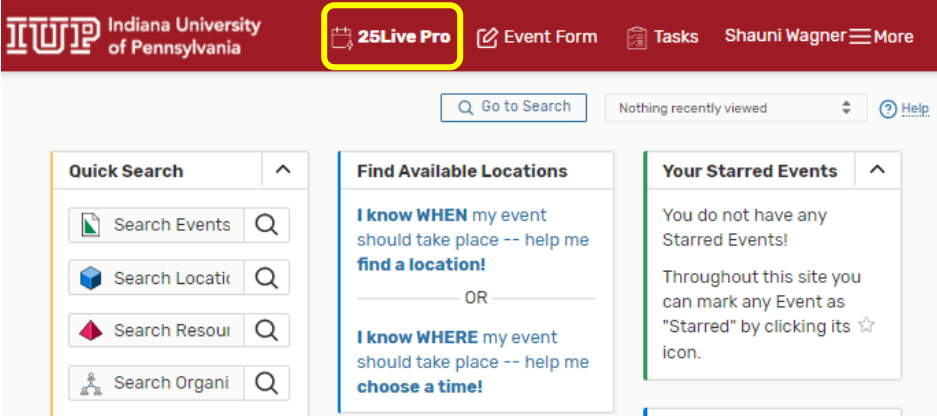 IUP Indiana University
of Pennsylvania
25Live Pro
Event Form
Tasks
Shauni Wagner
More
Go to Search
Nothing recently viewed
Help
Quick Search
Search Events
Search Locatic
Search Resour
Search Organi
Find Available Locations
I know WHEN my event
should take place -- help me
find a location!
OR
I know WHERE my event
should take place -- help me
choose a time!
Your Starred Events
You do not have any
Starred Events!
Throughout this site you
can mark any Event as
"Starred" by clicking its
icon.